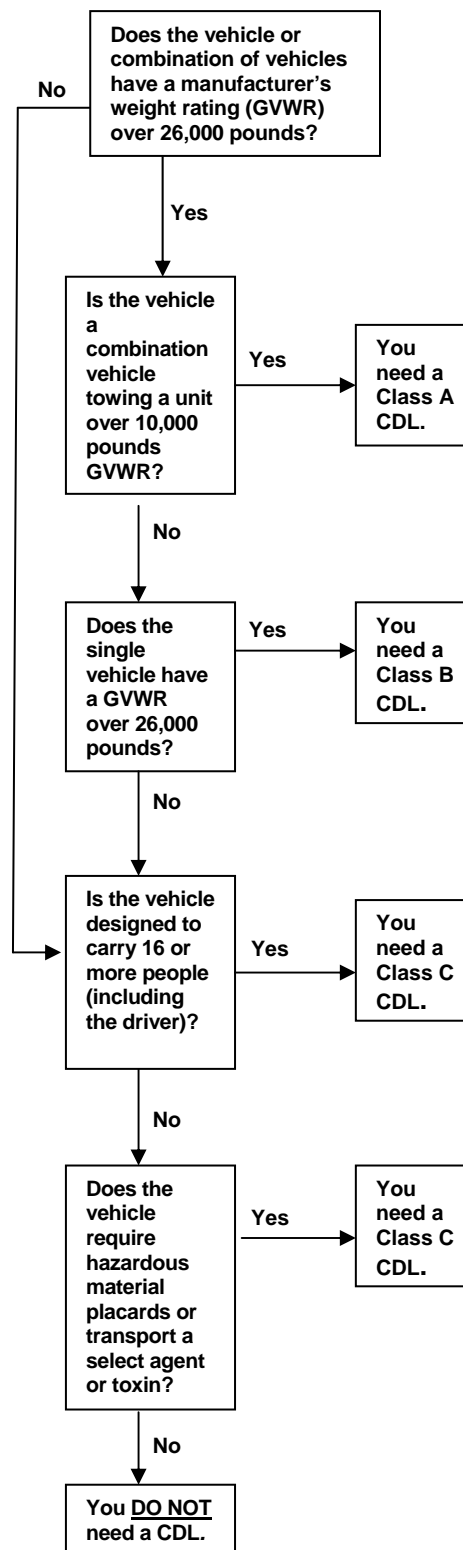 Does the vehicle or
combination of vehicles
have a manufacturer's
weight rating (GVWR)
over 26,000 pounds?
No
Yes
Is the vehicle
a
combination
vehicle
towing a unit
over 10,000
pounds
GVWR?
Yes
You
need a
Class A
CDL.
No
Does the
single
vehicle have
a GVWR
over 26,000
pounds?
Yes
You
need a
Class B
CDL.
No
Is the vehicle
designed to
carry 16 or
more people
(including
the driver)?
Yes
You
need a
Class C
CDL.
No
Does the
vehicle
require
hazardous
material
placards or
transport a
select agent
or toxin?
Yes
You
need a
Class C
CDL.
No
You DO NOT
need a CDL.